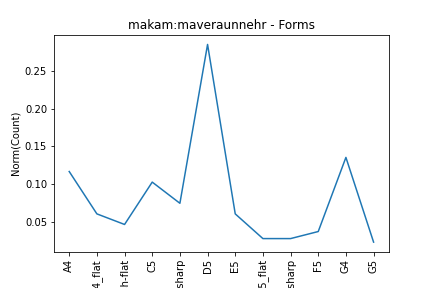 makam:maveraunnehr - Forms
Norm(Count)
0.25
0.20
0.15
0.10
0.05
A4
4_flat
h-flat
C5
sharp
D5
E5
5_flat
sharp
F5
G4
G5